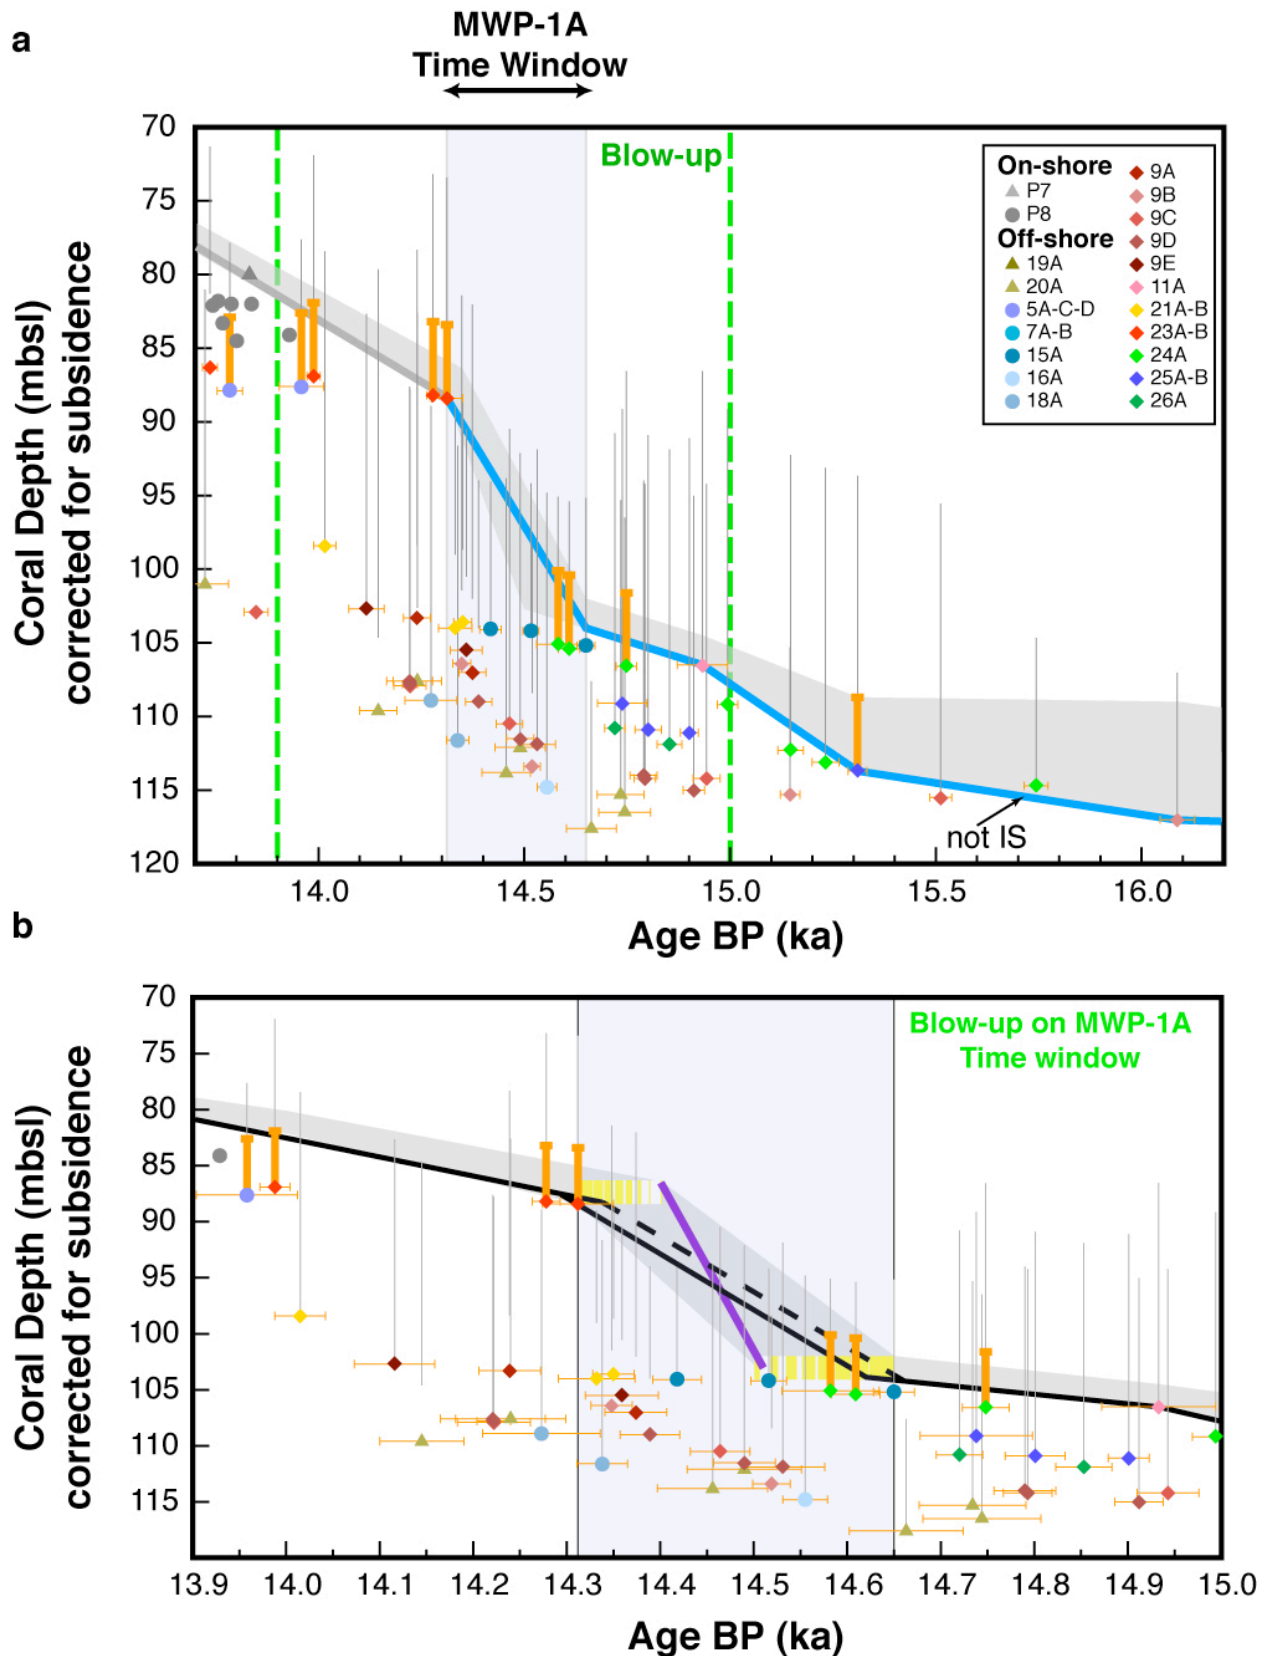 a
MWP-1A
Time Window
Blow-up
70
75
80
85
90
95
100
105
110
115
120
Coral Depth (mbsl)
corrected for subsidence
On-shore
P7
P8
Off-shore
19A
20A
5A-C-D
7A-B
15A
16A
18A
9A
9B
9C
9D
9E
11A
21A-B
23A-B
24A
25A-B
26A
not IS
14.0 14.5 15.0 15.5 16.0
Age BP (ka)
b
Blow-up on MWP-1A
Time window
70
75
80
85
90
95
100
105
110
115
Coral Depth (mbsl)
corrected for subsidence
13.9 14.0 14.1 14.2 14.3 14.4 14.5 14.6 14.7 14.8 14.9 15.0
Age BP (ka)